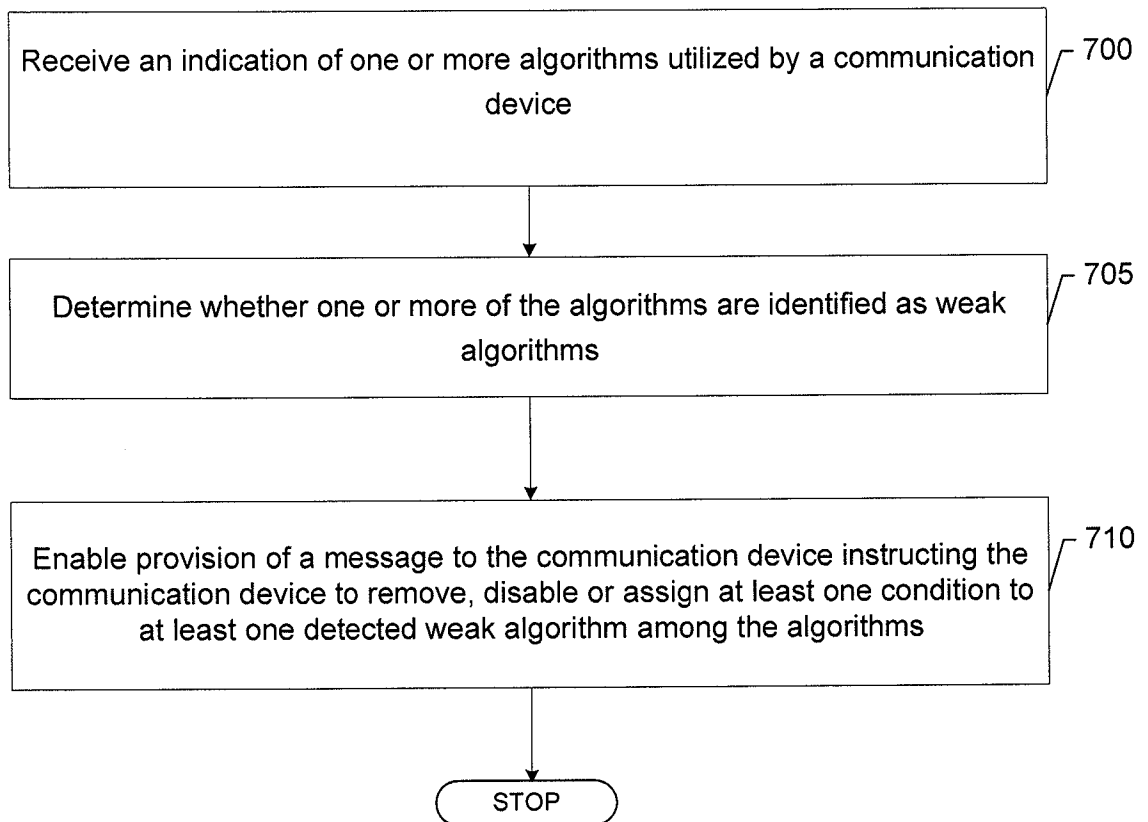 Receive an indication of one or more algorithms utilized by a communication
device
700
Determine whether one or more of the algorithms are identified as weak
algorithms
705
Enable provision of a message to the communication device instructing the
communication device to remove, disable or assign at least one condition to
at least one detected weak algorithm among the algorithms
710
STOP